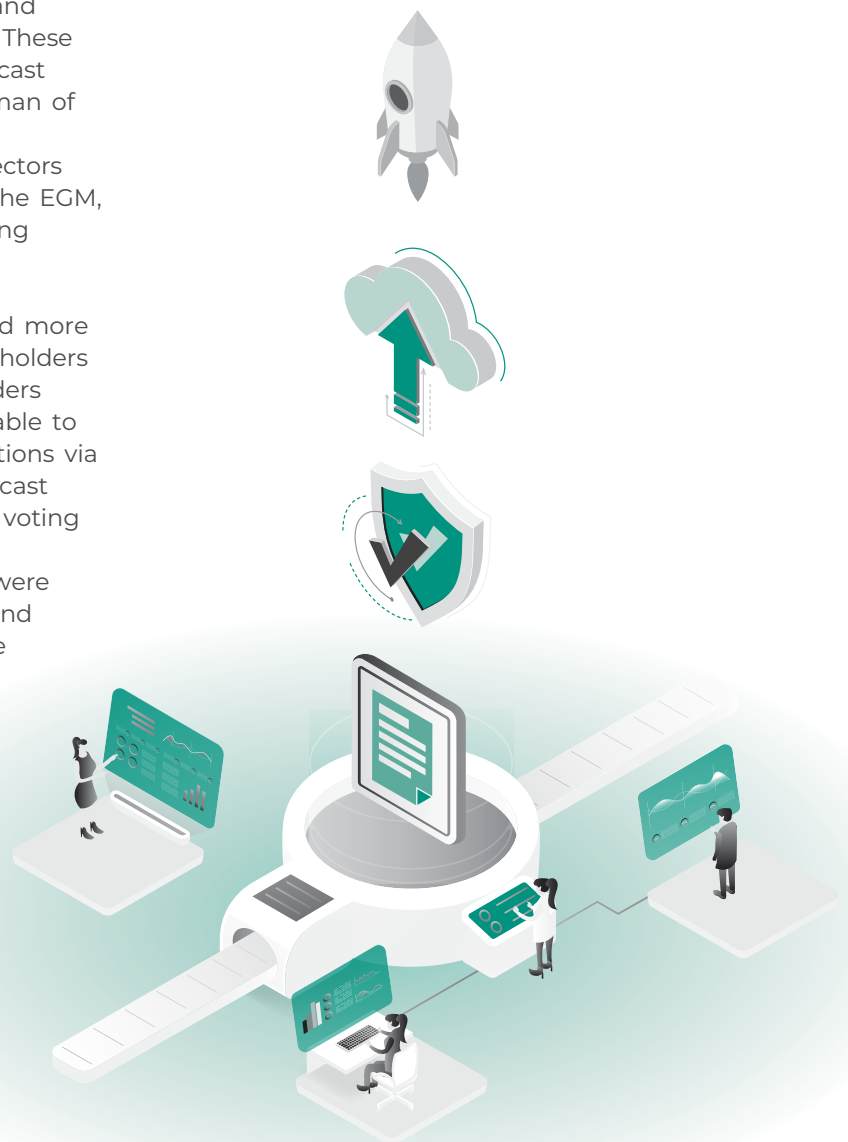 and
These
cast
man of
ectors
he EGM,
ng
d more
holders
ders
able to
tions via
cast
voting
were
nd
e